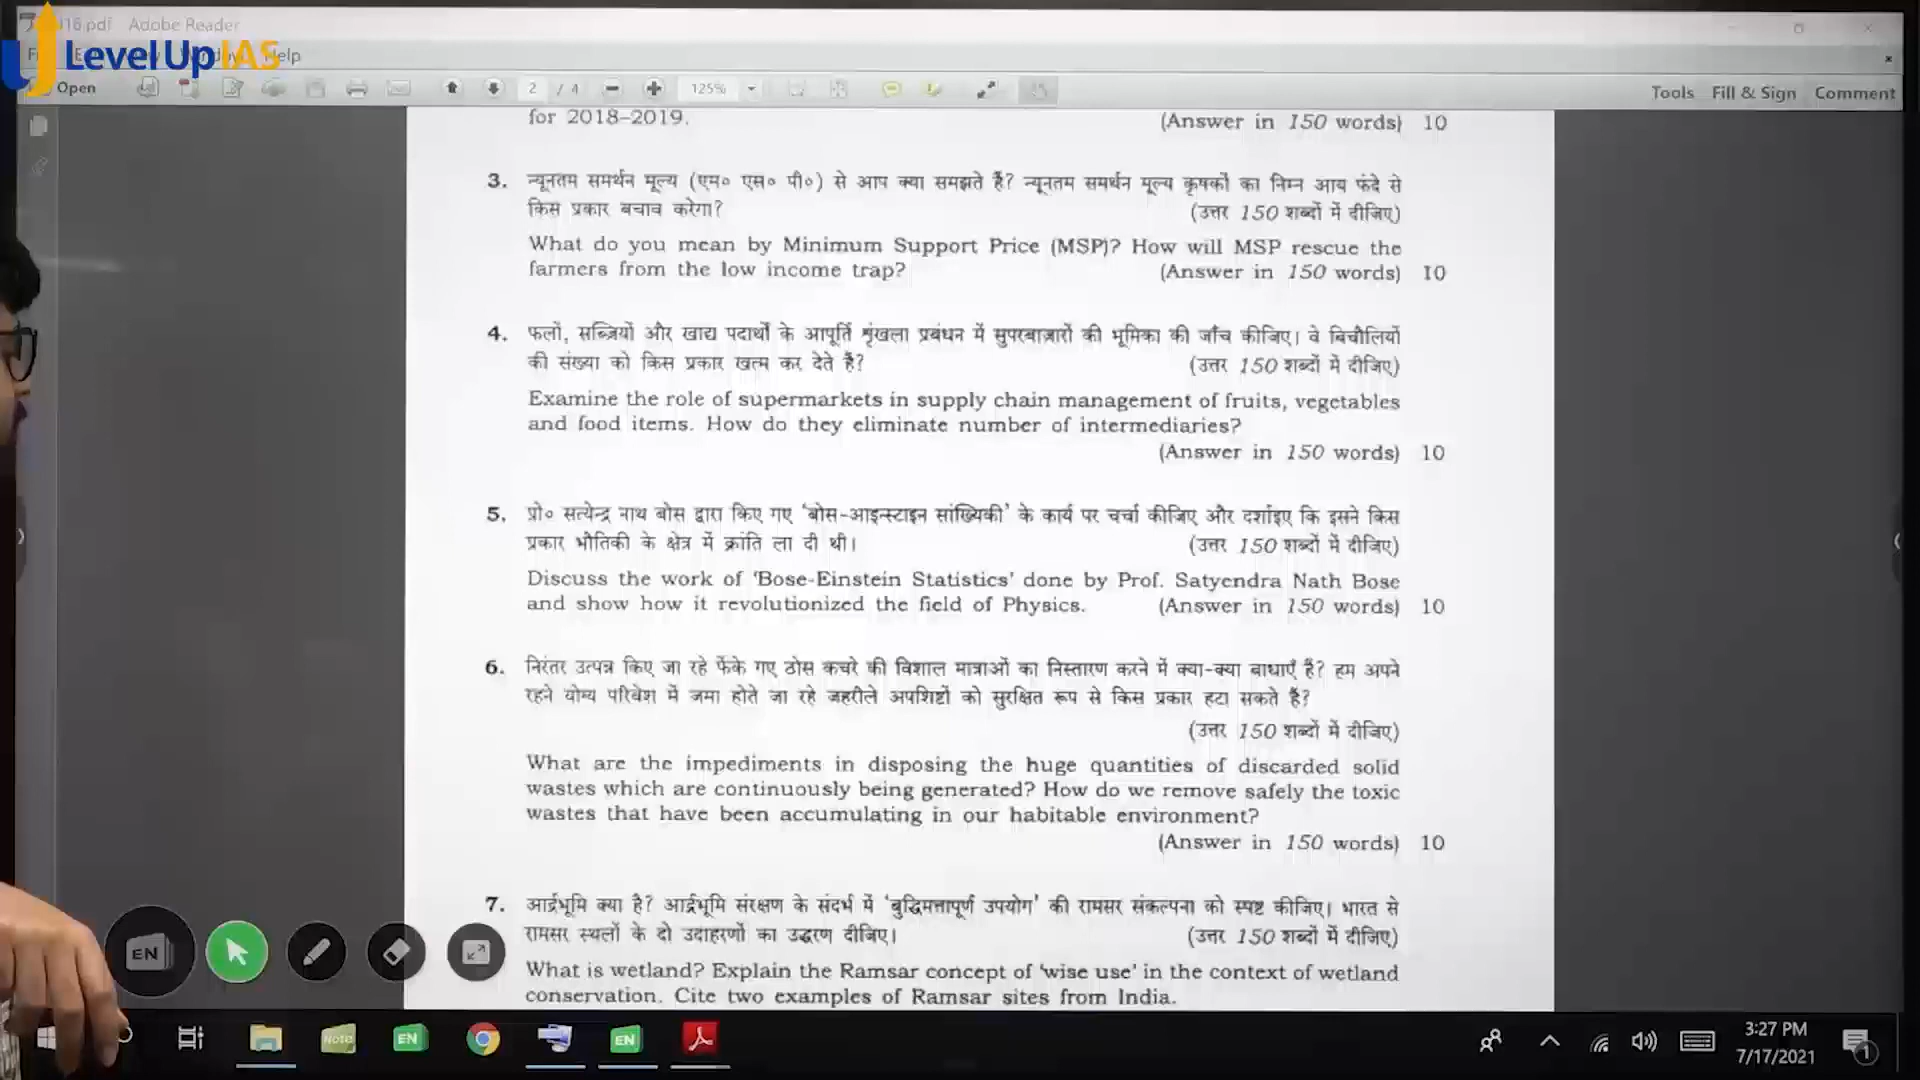 116.pdf Adobe Reader
Level Up IAS
Help
Open
2 / 4
125%
Tools Fill & Sign Comment
for 2018–2019. (Answer in 150 words) 10
3. न्यूनतम समर्थन मूल्य (एम० एस० पी०) से आप क्या समझते हैं? न्यूनतम समर्थन मूल्य कृषकों का निम्न आय फंदे से
किस प्रकार बचाव करेगा? (उत्तर 150 शब्दों में दीजिए)
What do you mean by Minimum Support Price (MSP)? How will MSP rescue the
farmers from the low income trap? (Answer in 150 words) 10
4. फलों, सब्ज़ियों और खाद्य पदार्थों के आपूर्ति शृंखला प्रबंधन में सुपरबाज़ारों की भूमिका की जाँच कीजिए। वे बिचौलियों
की संख्या को किस प्रकार खत्म कर देते हैं? (उत्तर 150 शब्दों में दीजिए)
Examine the role of supermarkets in supply chain management of fruits, vegetables
and food items. How do they eliminate number of intermediaries?
(Answer in 150 words) 10
5. प्रो० सत्येन्द्र नाथ बोस द्वारा किए गए ‘बोस-आइन्स्टाइन सांख्यिकी’ के कार्य पर चर्चा कीजिए और दर्शाइए कि इसने किस
प्रकार भौतिकी के क्षेत्र में क्रांति ला दी थी। (उत्तर 150 शब्दों में दीजिए)
Discuss the work of ‘Bose-Einstein Statistics’ done by Prof. Satyendra Nath Bose
and show how it revolutionized the field of Physics. (Answer in 150 words) 10
6. निरंतर उत्पन्न किए जा रहे फेंके गए ठोस कचरे की विशाल मात्राओं का निस्तारण करने में क्या-क्या बाधाएँ हैं? हम अपने
रहने योग्य परिवेश में जमा होते जा रहे जहरीले अपशिष्टों को सुरक्षित रूप से किस प्रकार हटा सकते हैं?
(उत्तर 150 शब्दों में दीजिए)
What are the impediments in disposing the huge quantities of discarded solid
wastes which are continuously being generated? How do we remove safely the toxic
wastes that have been accumulating in our habitable environment?
(Answer in 150 words) 10
7. आर्द्रभूमि क्या है? आर्द्रभूमि संरक्षण के संदर्भ में ‘बुद्धिमत्तापूर्ण उपयोग’ की रामसर संकल्पना को स्पष्ट कीजिए। भारत से
रामसर स्थलों के दो उदाहरणों का उद्धरण दीजिए। (उत्तर 150 शब्दों में दीजिए)
What is wetland? Explain the Ramsar concept of ‘wise use’ in the context of wetland
conservation. Cite two examples of Ramsar sites from India.
EN
Note EN EN
3:27 PM
7/17/2021
1